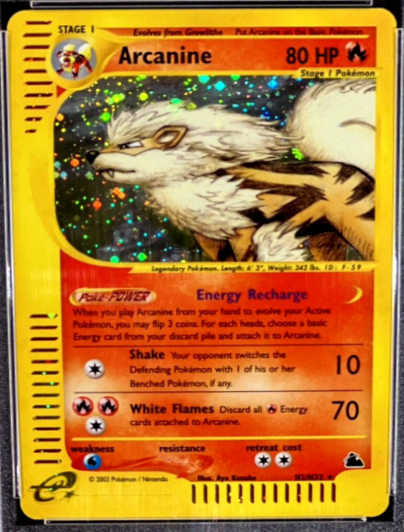 STAGE 1
Evolves from Growlithe Put Arcanine on the Basic Pokémon
Arcanine 80 HP
Stage 1 Pokémon
Legendary Pokémon. Length: 6' 3", Weight: 342 lbs. ID: F-59
POKé-POWER Energy Recharge
When you play Arcanine from your hand to evolve your Active
Pokémon, you may flip 3 coins. For each heads, choose a basic
Energy card from your discard pile and attach it to Arcanine.
Shake Your opponent switches the
Defending Pokémon with 1 of his or her
Benched Pokémon, if any.
10
White Flames Discard all Energy
cards attached to Arcanine.
70
weakness resistance retreat cost
© 2003 Pokémon / Nintendo Illus.